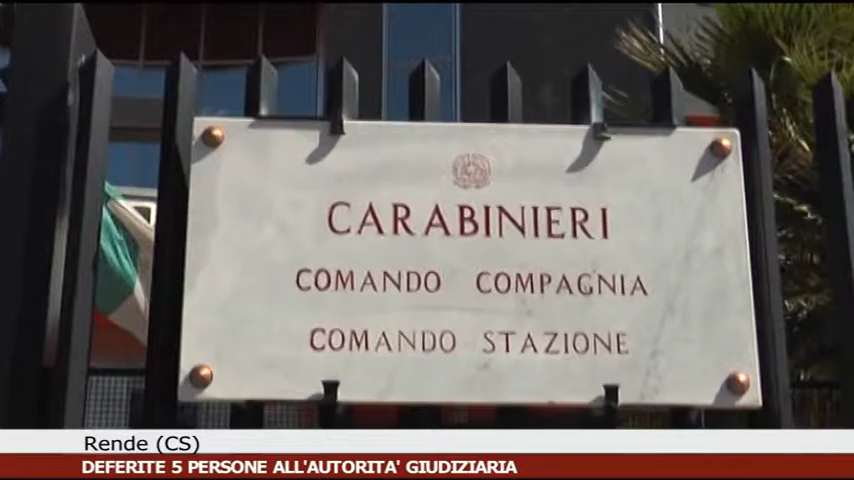 CARABINIERI
COMANDO COMPAGNIA
COMANDO STAZIONE
Rende (CS)
DEFERITE 5 PERSONE ALL'AUTORITA' GIUDIZIARIA